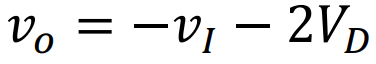 v_o = −v_I − 2V_D